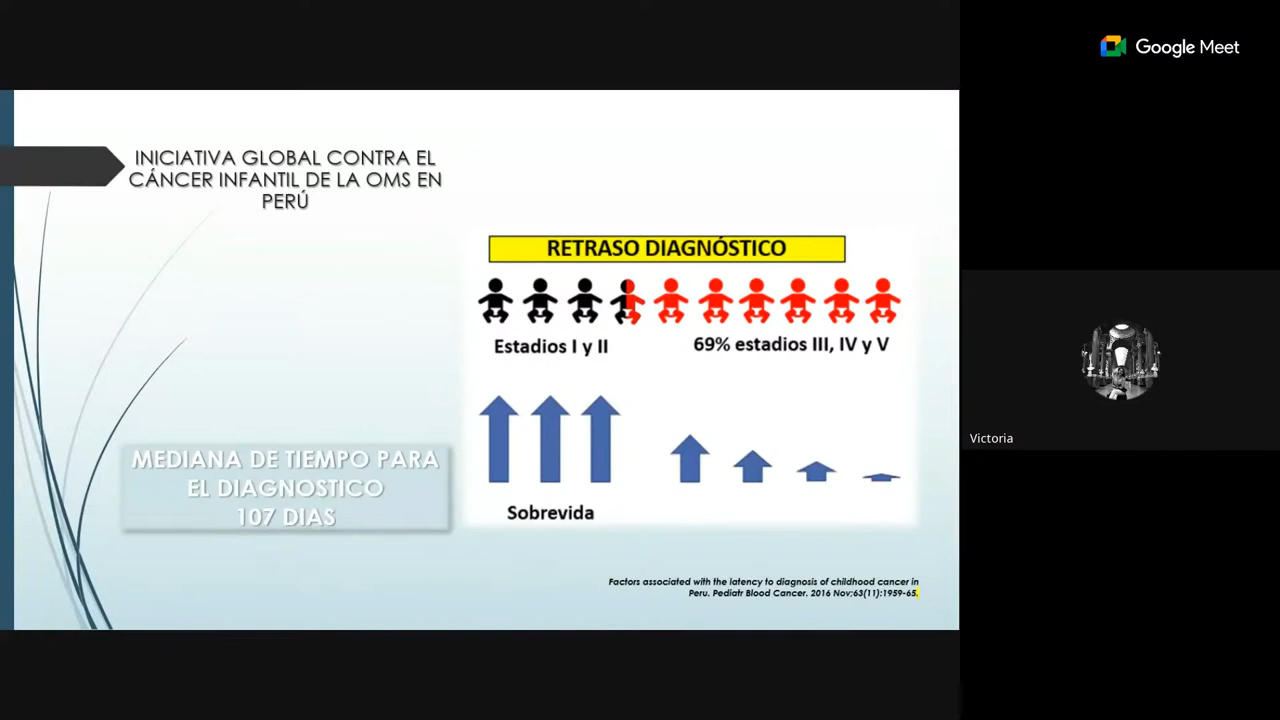 Google Meet
INICIATIVA GLOBAL CONTRA EL
CÁNCER INFANTIL DE LA OMS EN
PERÚ
RETRASO DIAGNÓSTICO
Estadios I y II
69% estadios III, IV y V
MEDIANA DE TIEMPO PARA
EL DIAGNOSTICO
107 DIAS
Sobrevida
Factors associated with the latency to diagnosis of childhood cancer in
Peru. Pediatr Blood Cancer. 2016 Nov;63(11):1959-65.
Victoria